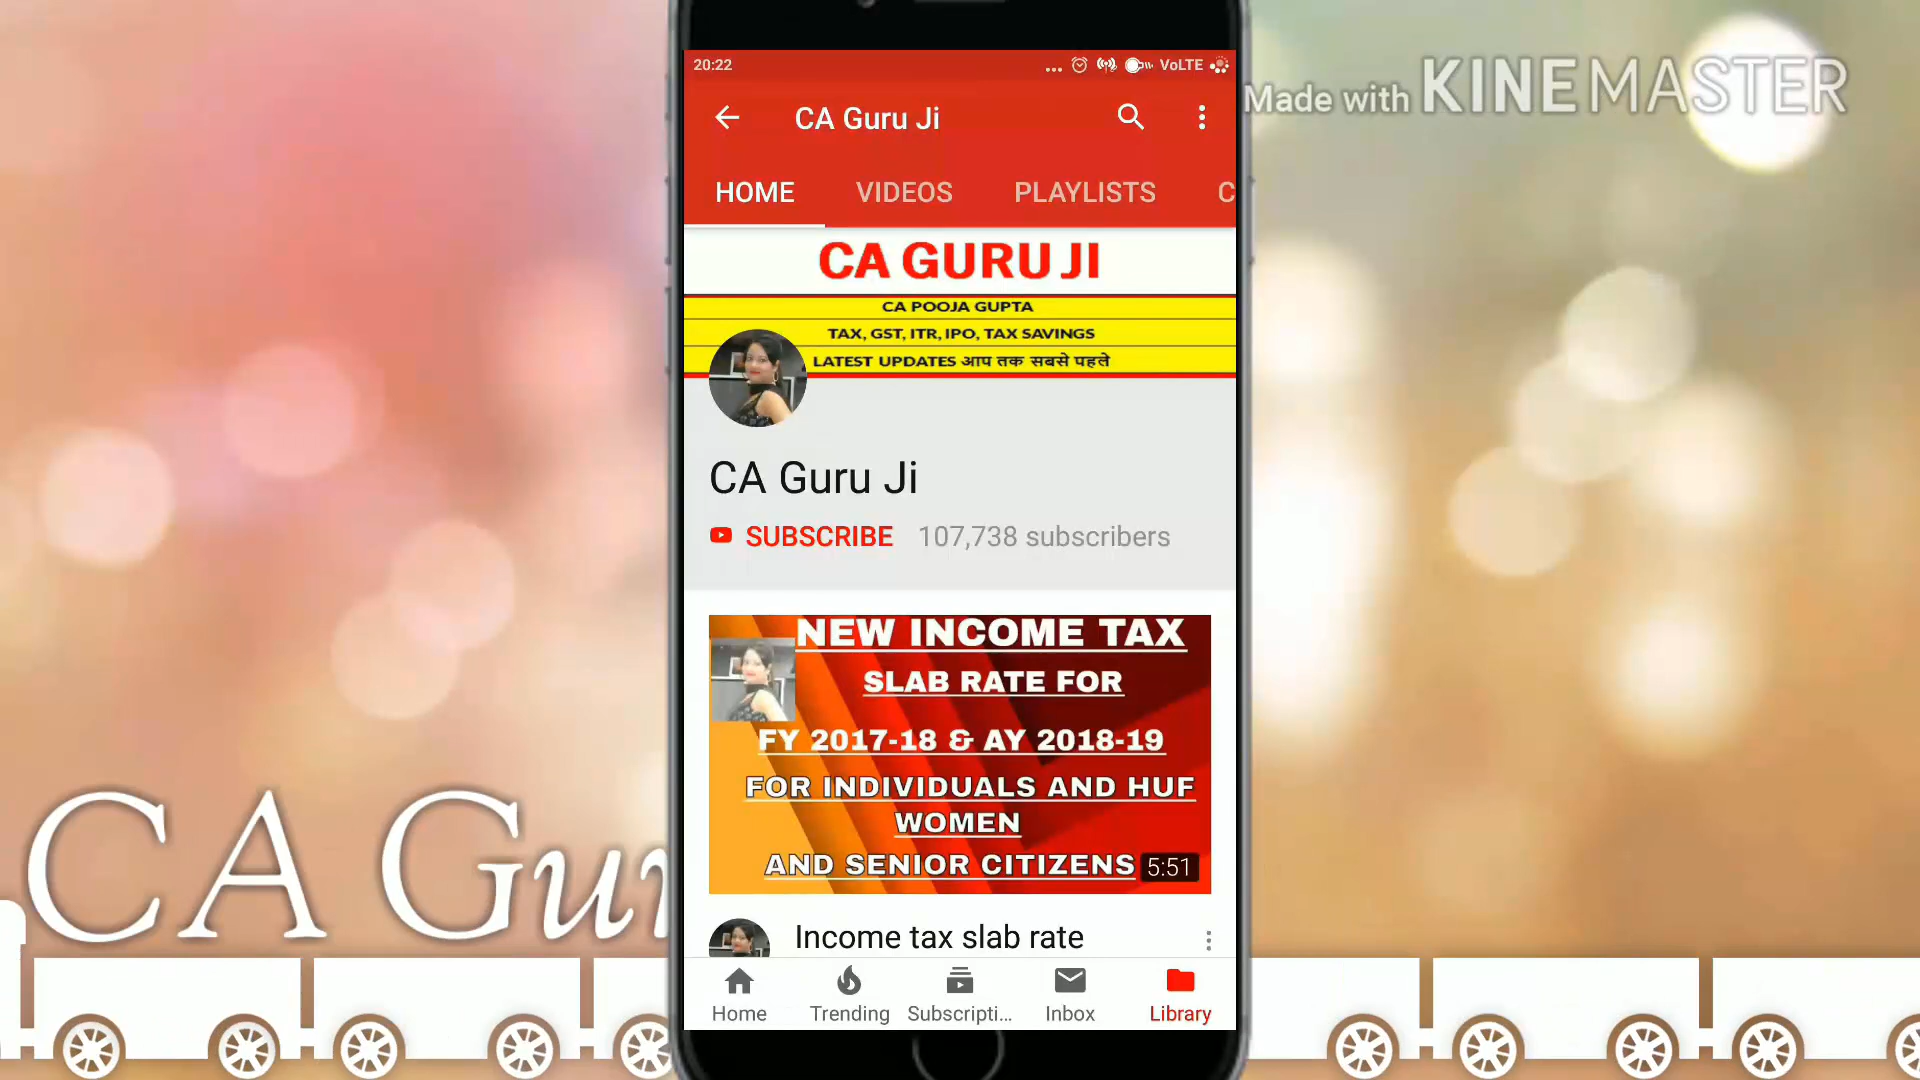 20:22
VoLTE
CA Guru Ji
HOME VIDEOS PLAYLISTS C
Made with KINEMASTER
CA GURU JI
CA POOJA GUPTA
TAX, GST, ITR, IPO, TAX SAVINGS
LATEST UPDATES आप तक सबसे पहले
CA Guru Ji
SUBSCRIBE 107,738 subscribers
NEW INCOME TAX
SLAB RATE FOR
FY 2017-18 & AY 2018-19
FOR INDIVIDUALS AND HUF
WOMEN
AND SENIOR CITIZENS
5:51
Income tax slab rate
Home Trending Subscripti... Inbox Library
CA Gur